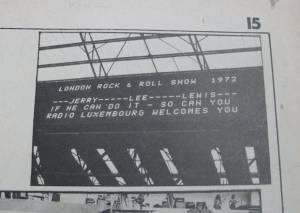 15
LONDON ROCK & ROLL SHOW 1972
---JERRY-----LEE-----LEWIS---
IF HE CAN DO IT - SO CAN YOU
RADIO LUXEMBOURG WELCOMES YOU